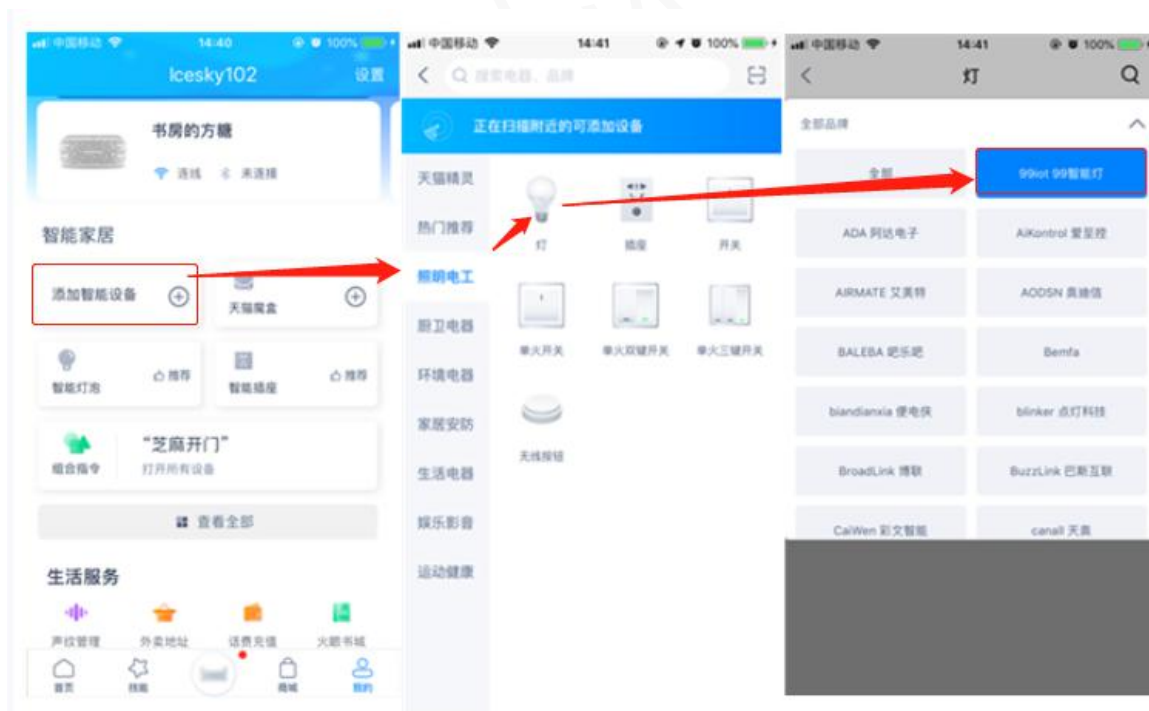 中国移动 14:40 100%
Icesky102 设置
书房的方糖
连线 未连接
智能家居
添加智能设备
天猫魔盒
智能灯泡 推荐
智能插座 推荐
组合指令
“芝麻开门”
打开所有设备
查看全部
生活服务
声纹管理 外卖地址 话费充值 火眼书城
首页 技能 商城 我的
中国移动 14:41 100%
搜索电器、品牌
正在扫描附近的可添加设备
天猫精灵
热门推荐
照明电工
厨卫电器
环境电器
家居安防
生活电器
娱乐影音
运动健康
灯 插座 开关
单火开关 单火双键开关 单火三键开关
无线按钮
中国移动 14:41 100%
灯
全部品牌
全部 99iot 99智能灯
ADA 阿达电子 AiKontrol 爱呈控
AIRMATE 艾美特 AODSN 奥迪信
BALEBA 吧乐吧 Bemfa
biandianxia 便电侠 blinker 点灯科技
BroadLink 博联 BuzzLink 巴斯互联
CaiWen 彩文智能 canall 天奥